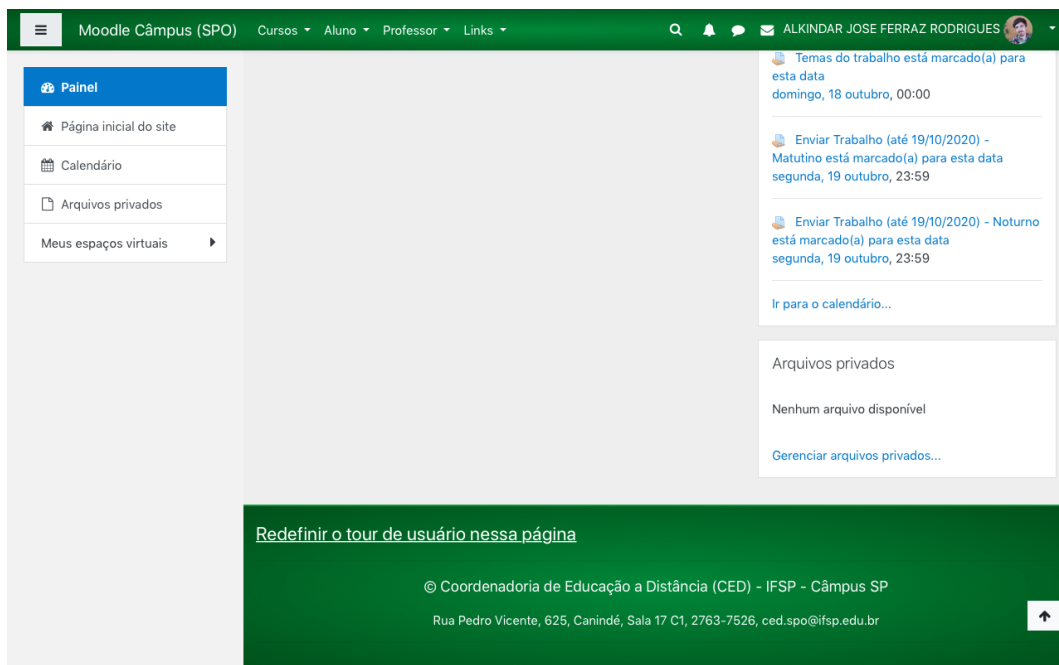 Moodle Câmpus (SPO) Cursos Aluno Professor Links ALKINDAR JOSE FERRAZ RODRIGUES
Painel
Página inicial do site
Calendário
Arquivos privados
Meus espaços virtuais
Temas do trabalho está marcado(a) para
esta data
domingo, 18 outubro, 00:00
Enviar Trabalho (até 19/10/2020) -
Matutino está marcado(a) para esta data
segunda, 19 outubro, 23:59
Enviar Trabalho (até 19/10/2020) - Noturno
está marcado(a) para esta data
segunda, 19 outubro, 23:59
Ir para o calendário...
Arquivos privados
Nenhum arquivo disponível
Gerenciar arquivos privados...
Redefinir o tour de usuário nessa página
© Coordenadoria de Educação a Distância (CED) - IFSP - Câmpus SP
Rua Pedro Vicente, 625, Canindé, Sala 17 C1, 2763-7526, ced.spo@ifsp.edu.br